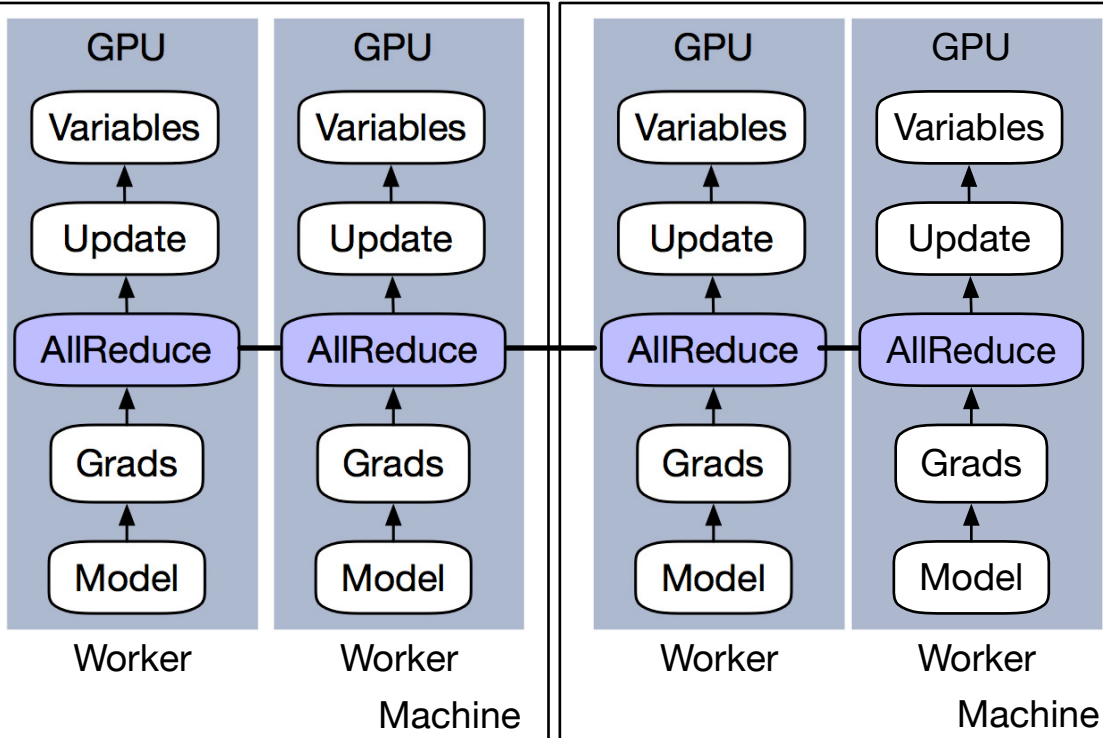 GPU GPU GPU GPU
Variables Variables Variables Variables
Update Update Update Update
AllReduce AllReduce AllReduce AllReduce
Grads Grads Grads Grads
Model Model Model Model
Worker Worker Worker Worker
Machine Machine